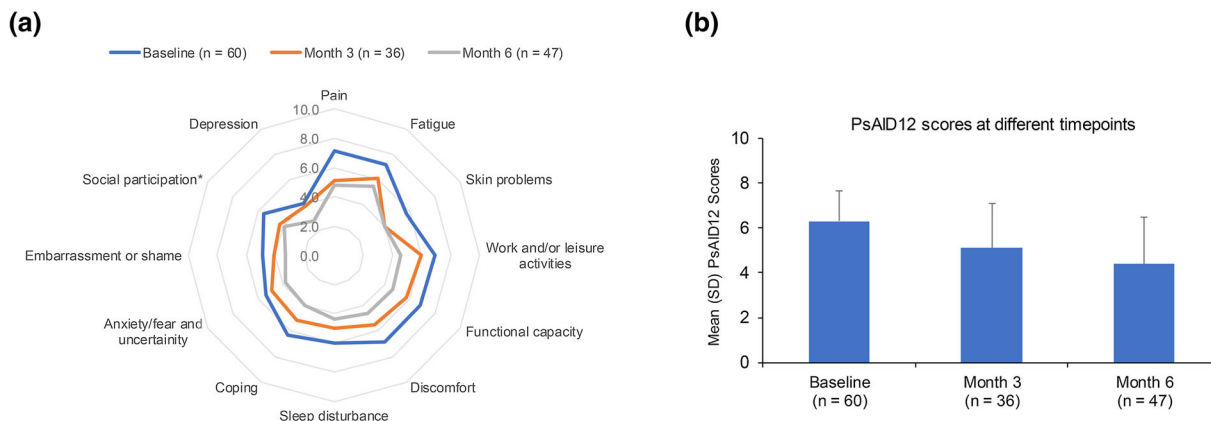 (a)
Baseline (n = 60)
Month 3 (n = 36)
Month 6 (n = 47)
Pain
Fatigue
Skin problems
Work and/or leisure
activities
Functional capacity
Discomfort
Sleep disturbance
Coping
Anxiety/fear and
uncertainity
Embarrassment or shame
Social participation*
Depression
10.0
8.0
6.0
4.0
2.0
0.0
(b)
PsAID12 scores at different timepoints
Mean (SD) PsAID12 Scores
10
8
6
4
2
0
Baseline
(n = 60)
Month 3
(n = 36)
Month 6
(n = 47)